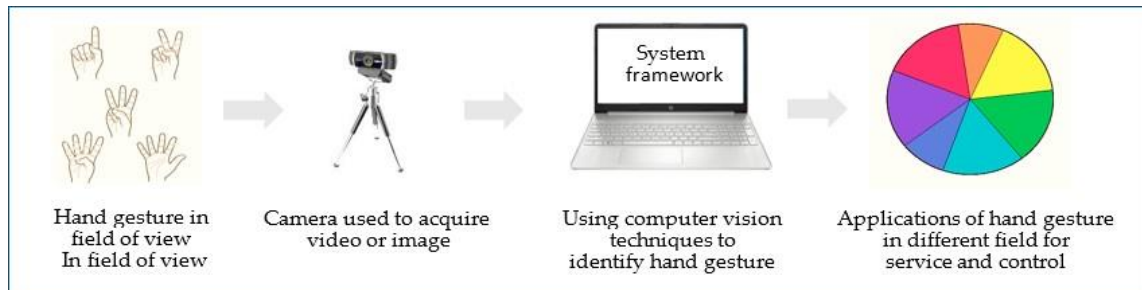 System
framework
Hand gesture in
field of view
In field of view
Camera used to acquire
video or image
Using computer vision
techniques to
identify hand gesture
Applications of hand gesture
in different field for
service and control